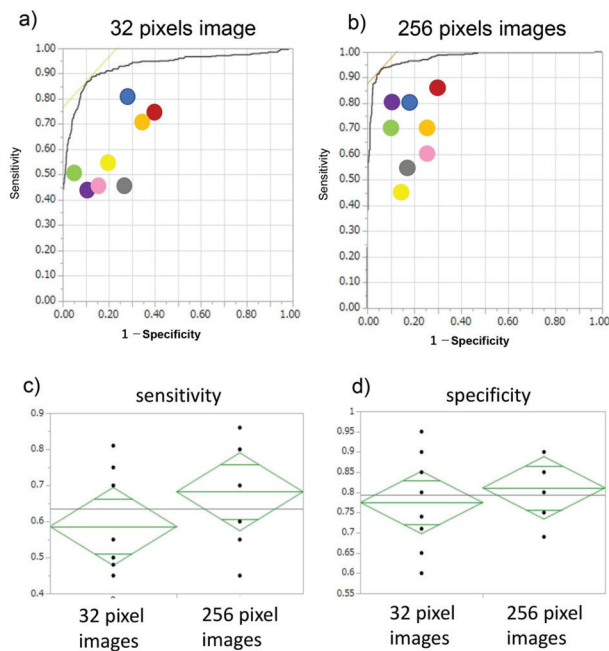 a) 32 pixels image
1.00
0.90
0.80
0.70
0.60
0.50
0.40
0.30
0.20
0.10
0.00
Sensitivity
0.00 0.20 0.40 0.60 0.80 1.00
1 – Specificity
b) 256 pixels images
1.00
0.90
0.80
0.70
0.60
0.50
0.40
0.30
0.20
0.10
0.00
Sensitivity
0.00 0.20 0.40 0.60 0.80 1.00
1 – Specificity
c) sensitivity
0.9
0.8
0.7
0.6
0.5
0.4
32 pixel 256 pixel
images images
d) specificity
1
0.95
0.9
0.85
0.8
0.75
0.7
0.65
0.6
0.55
32 pixel 256 pixel
images images